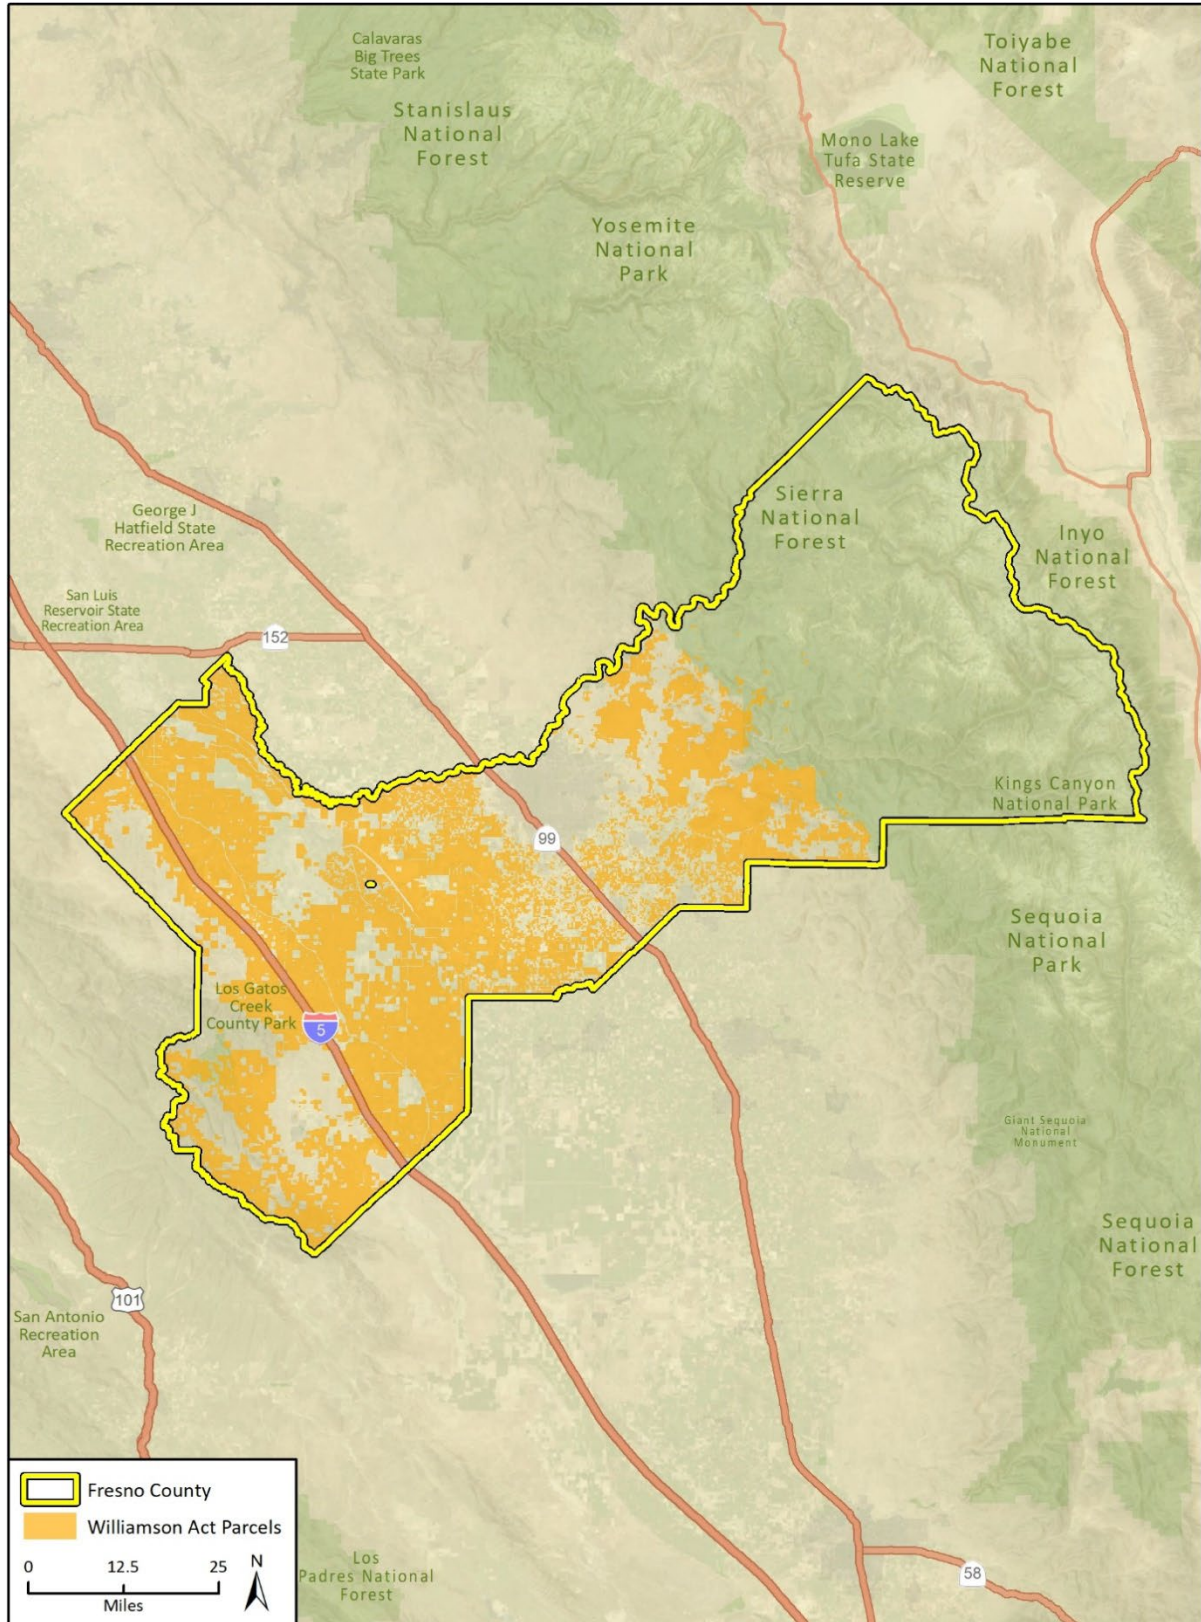 Calavaras
Big Trees
State Park
Toiyabe
National
Forest
Stanislaus
National
Forest
Mono Lake
Tufa State
Reserve
Yosemite
National
Park
Sierra
National
Forest
George J
Hatfield State
Recreation Area
Inyo
National
Forest
San Luis
Reservoir State
Recreation Area
152
Kings Canyon
National Park
99
Sequoia
National
Park
Los Gatos
Creek
County Park
5
Giant Sequoia
National
Monument
Sequoia
National
Forest
101
San Antonio
Recreation
Area
Fresno County
Williamson Act Parcels
0 12.5 25
Miles
N
Los
Padres National
Forest
58